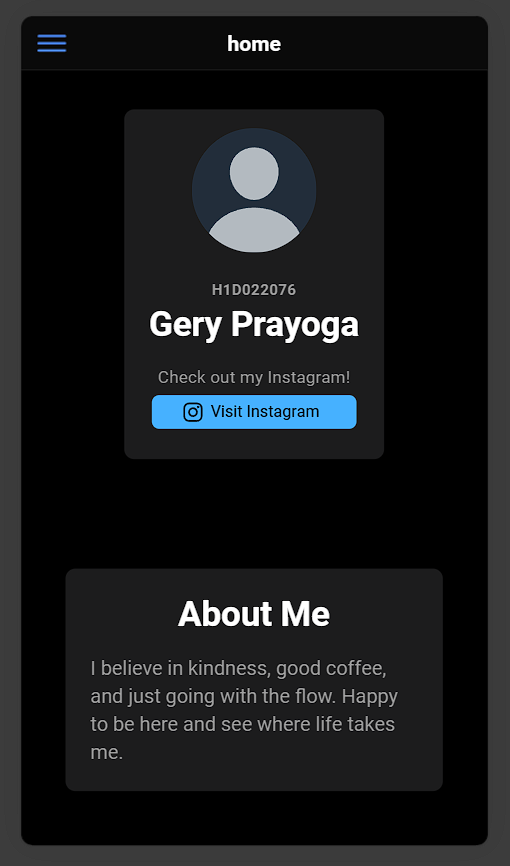 home
H1D022076
Gery Prayoga
Check out my Instagram!
Visit Instagram
About Me
I believe in kindness, good coffee,
and just going with the flow. Happy
to be here and see where life takes
me.